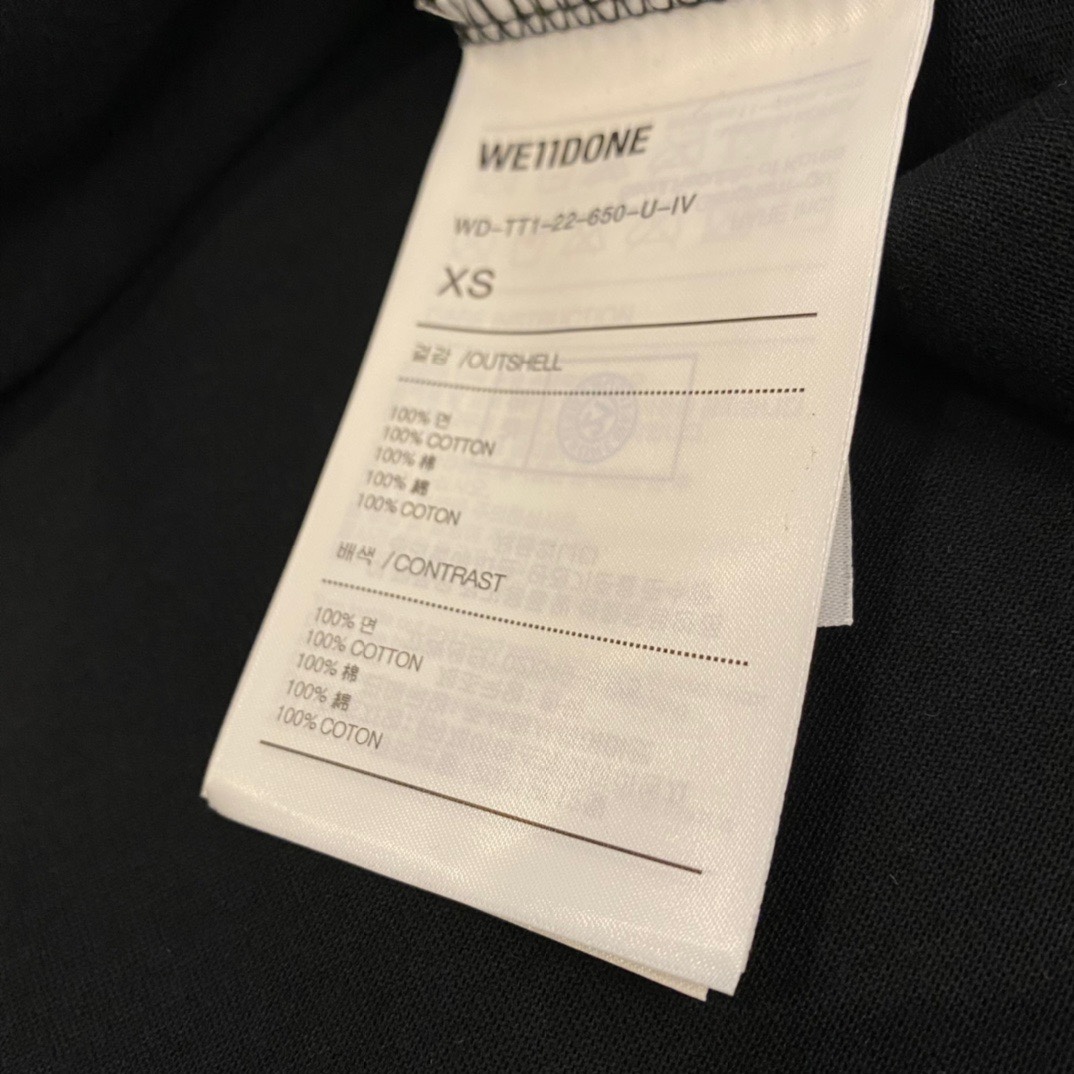 WE11DONE
WD-TT1-22-650-U-IV
XS
겉감 /OUTSHELL
100% 면
100% COTTON
100% 棉
100% 綿
100% COTON
배색 /CONTRAST
100% 면
100% COTTON
100% 棉
100% 綿
100% COTON